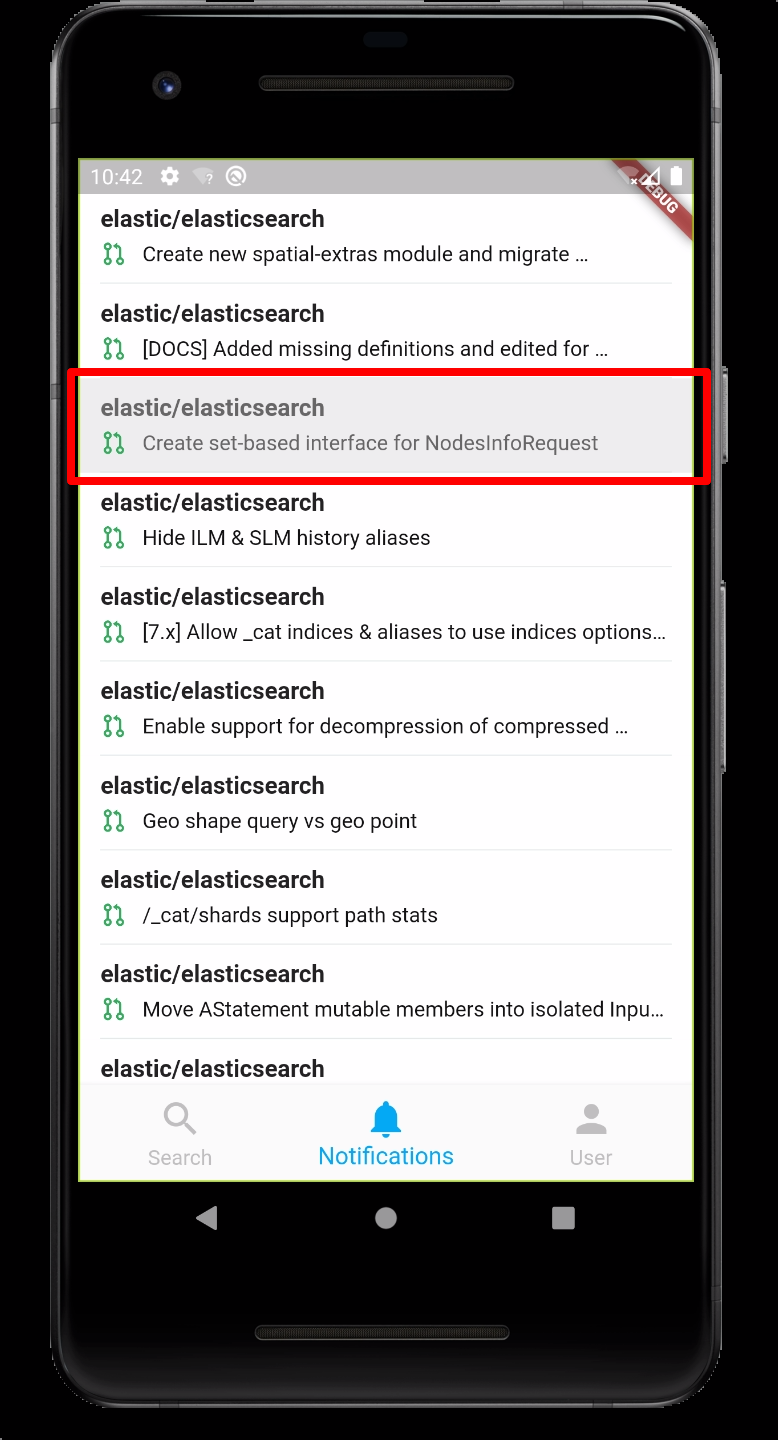 10:42
DEBUG
elastic/elasticsearch
Create new spatial-extras module and migrate …
elastic/elasticsearch
[DOCS] Added missing definitions and edited for …
elastic/elasticsearch
Create set-based interface for NodesInfoRequest
elastic/elasticsearch
Hide ILM & SLM history aliases
elastic/elasticsearch
[7.x] Allow _cat indices & aliases to use indices options…
elastic/elasticsearch
Enable support for decompression of compressed …
elastic/elasticsearch
Geo shape query vs geo point
elastic/elasticsearch
/_cat/shards support path stats
elastic/elasticsearch
Move AStatement mutable members into isolated Inpu…
elastic/elasticsearch
Search
Notifications
User